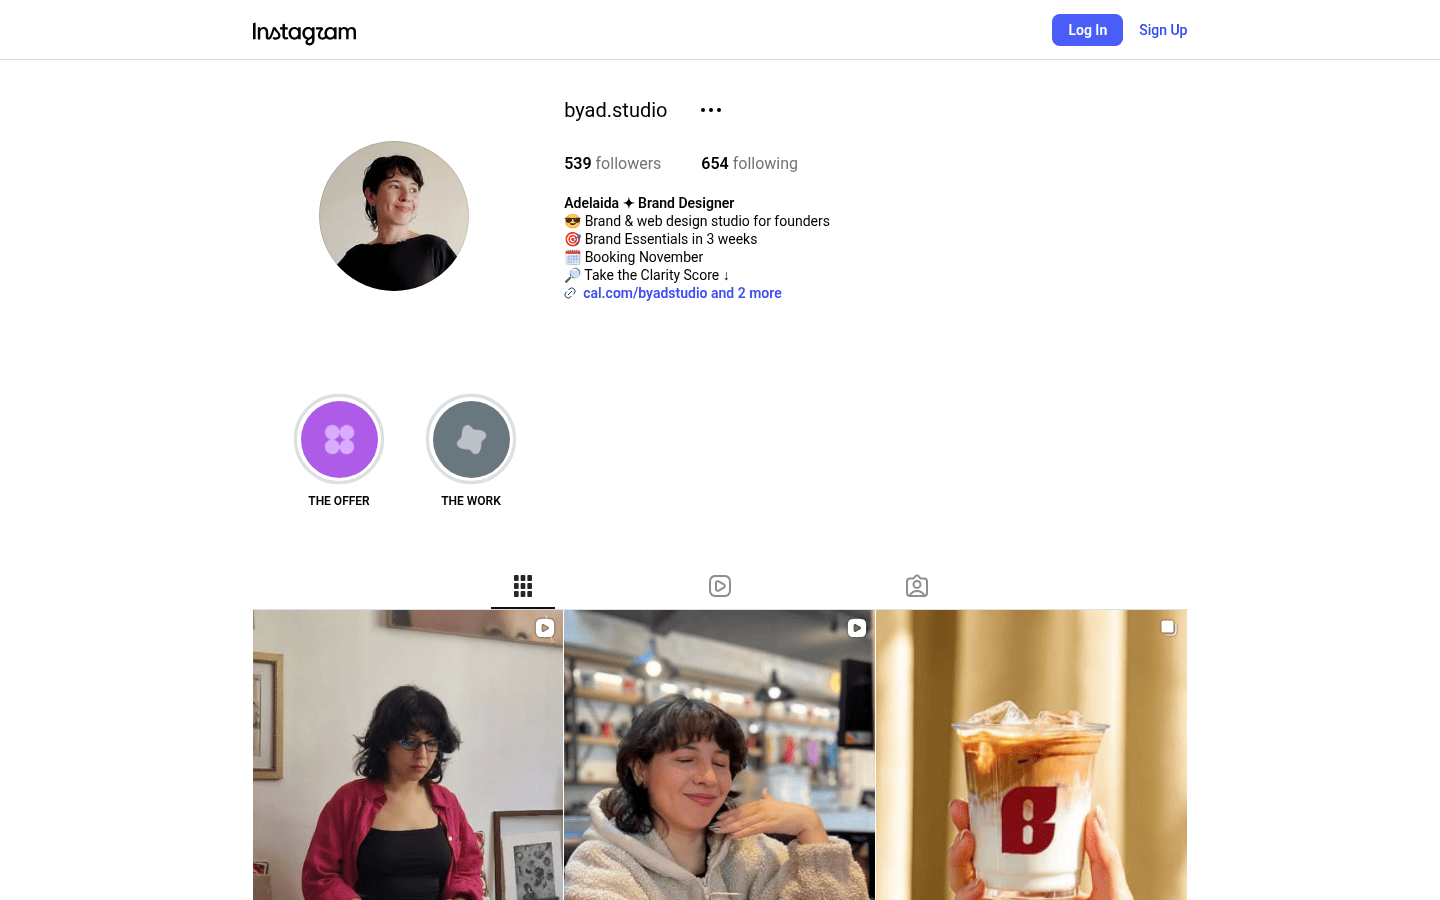 Instagram
Log In
Sign Up
byad.studio
539 followers
654 following
Adelaida ✦ Brand Designer
😎 Brand & web design studio for founders
🎯 Brand Essentials in 3 weeks
🗓️ Booking November
🔎 Take the Clarity Score ↓
cal.com/byadstudio and 2 more
THE OFFER
THE WORK
B